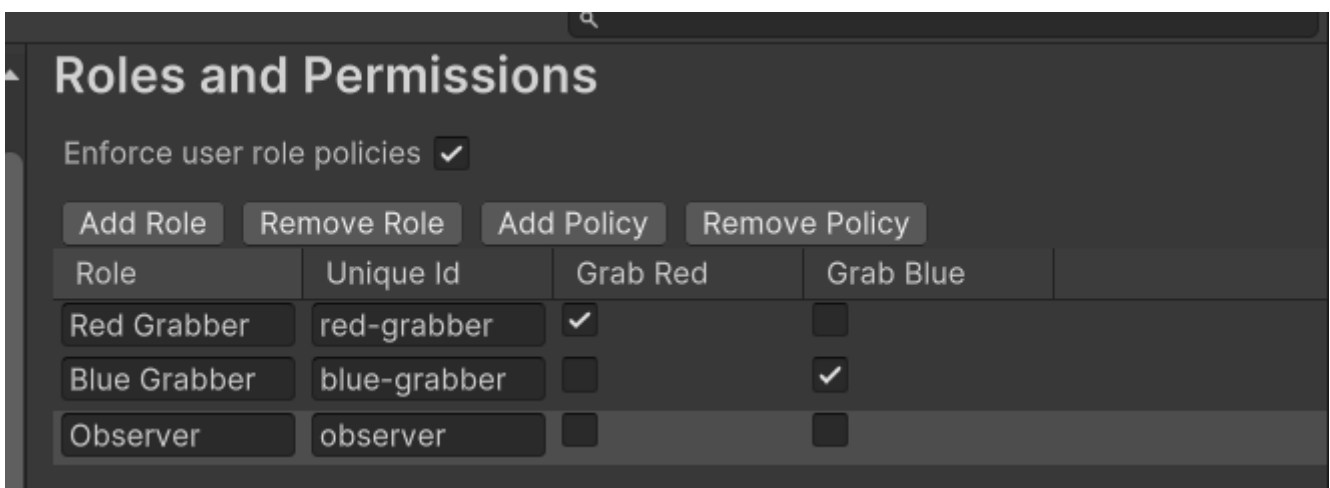 Roles and Permissions
Enforce user role policies
Add Role Remove Role Add Policy Remove Policy
Role Unique Id Grab Red Grab Blue
Red Grabber red-grabber
Blue Grabber blue-grabber
Observer observer